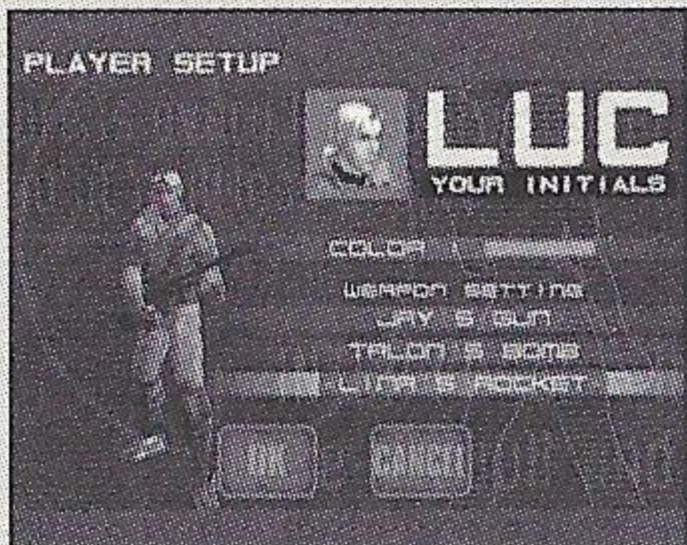 PLAYER SETUP
LUC
YOUR INITIALS
COLOR :
WEAPON SETTING
JAY'S GUN
TALON'S BOMB
LINA'S ROCKET
OK
CANCEL